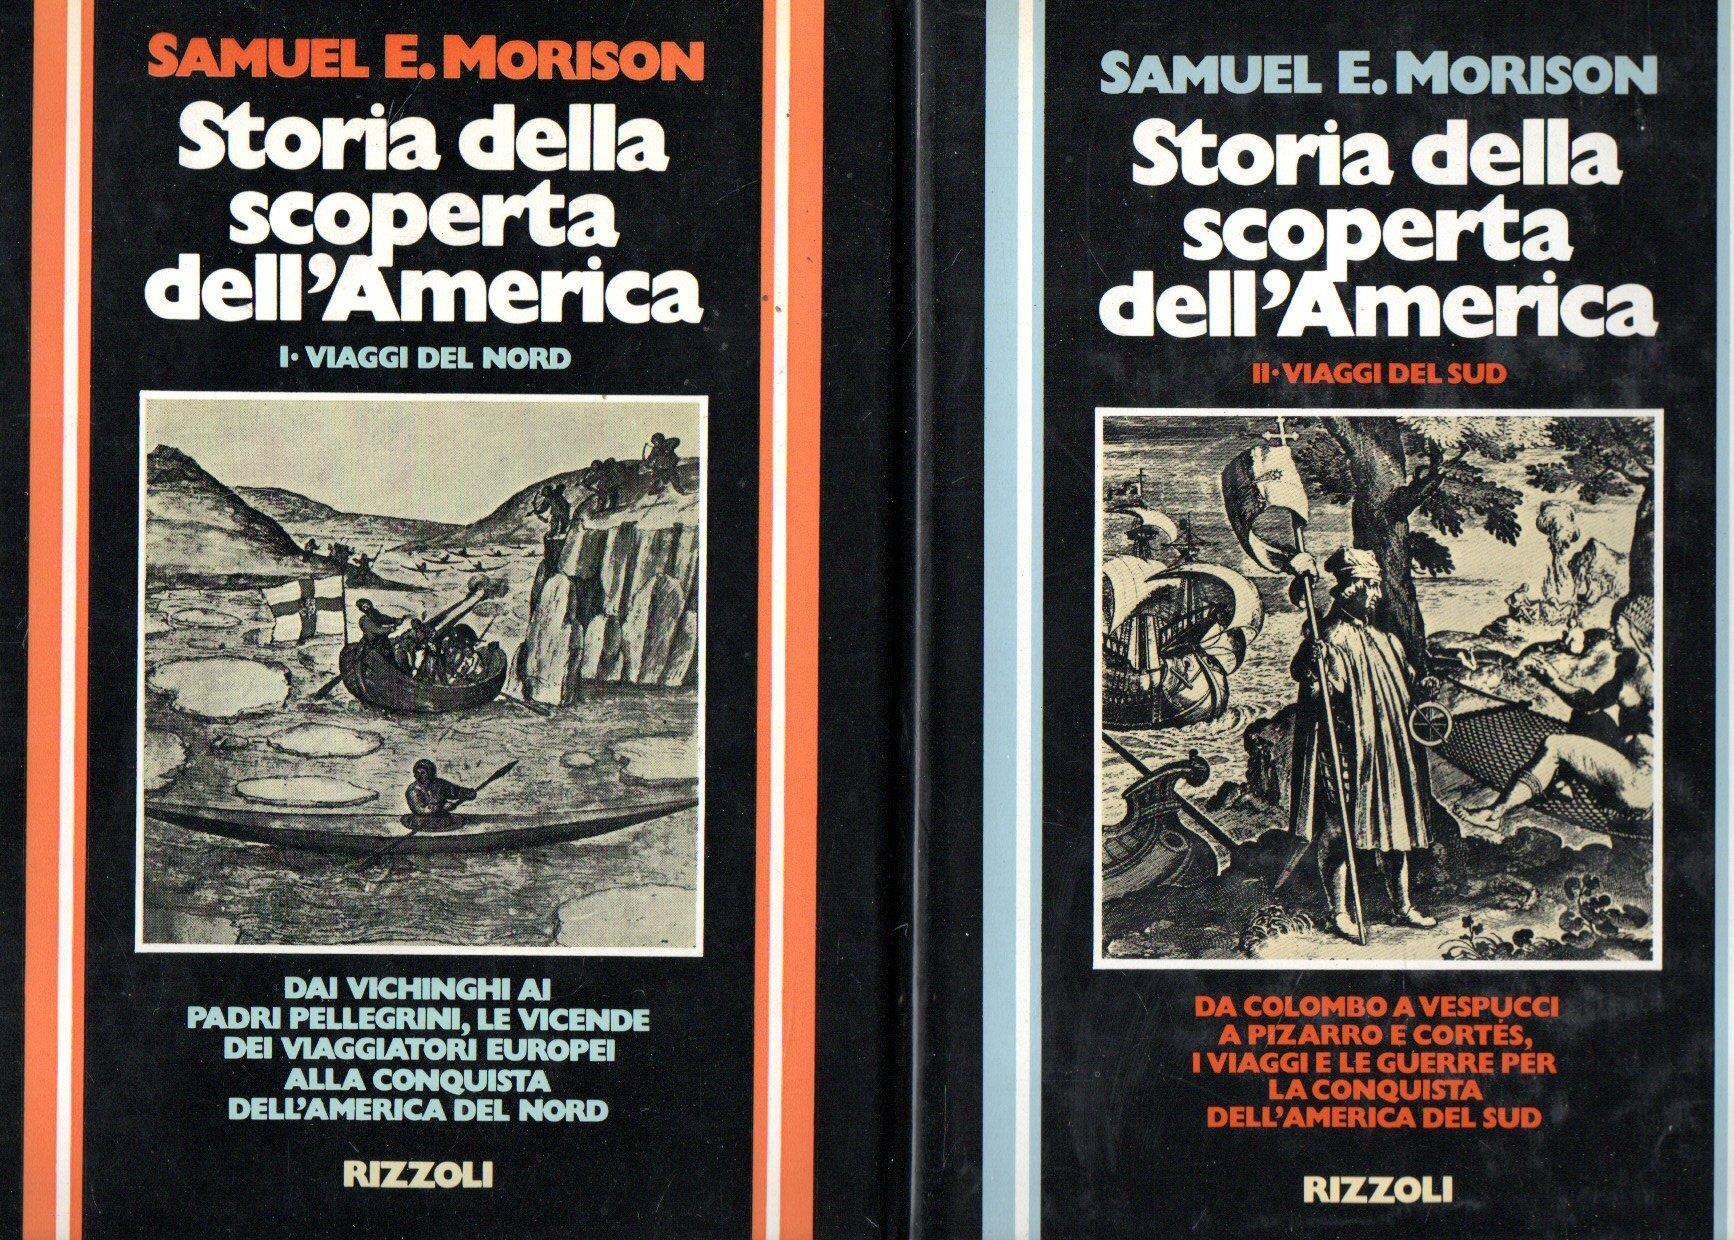 SAMUEL E. MORISON
Storia della
scoperta
dell'America
I • VIAGGI DEL NORD
DAI VICHINGHI AI
PADRI PELLEGRINI, LE VICENDE
DEI VIAGGIATORI EUROPEI
ALLA CONQUISTA
DELL'AMERICA DEL NORD
RIZZOLI
SAMUEL E. MORISON
Storia della
scoperta
dell'America
II • VIAGGI DEL SUD
DA COLOMBO A VESPUCCI
A PIZARRO E CORTÉS,
I VIAGGI E LE GUERRE PER
LA CONQUISTA
DELL'AMERICA DEL SUD
RIZZOLI